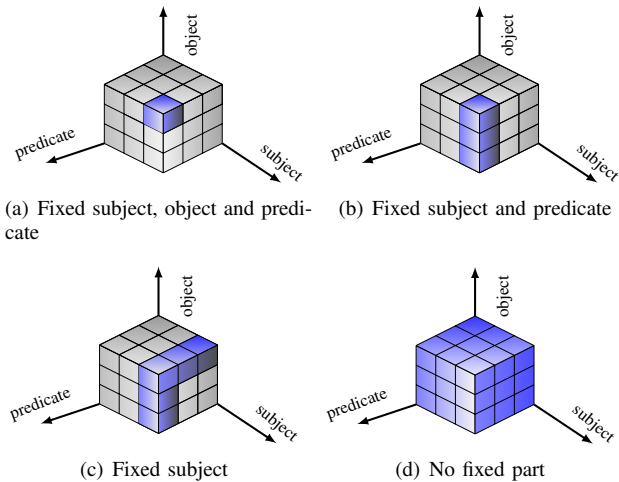 object
predicate
subject
(a) Fixed subject, object and predi-
cate
object
predicate
subject
(b) Fixed subject and predicate
object
predicate
subject
(c) Fixed subject
object
predicate
subject
(d) No fixed part